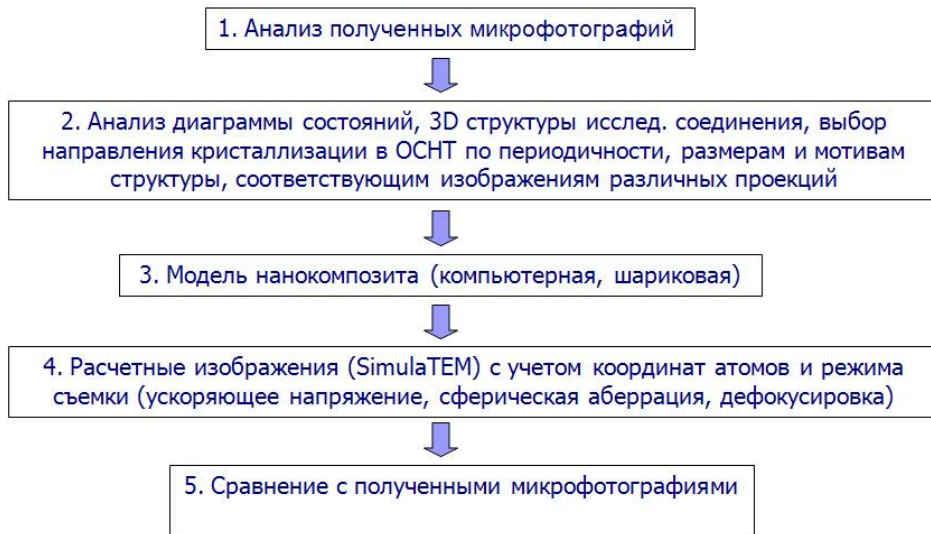 1. Анализ полученных микрофотографий
2. Анализ диаграммы состояний, 3D структуры исслед. соединения, выбор
направления кристаллизации в ОСНТ по периодичности, размерам и мотивам
структуры, соответствующим изображениям различных проекций
3. Модель нанокомпозита (компьютерная, шариковая)
4. Расчетные изображения (SimulaTEM) с учетом координат атомов и режима
съемки (ускоряющее напряжение, сферическая аберрация, дефокусировка)
5. Сравнение с полученными микрофотографиями